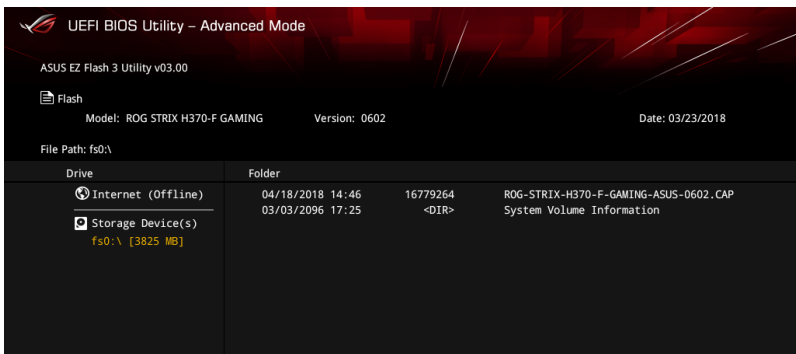 UEFI BIOS Utility – Advanced Mode
ASUS EZ Flash 3 Utility v03.00
Flash
Model: ROG STRIX H370-F GAMING Version: 0602 Date: 03/23/2018
File Path: fs0:\
Drive Folder
Internet (Offline) 04/18/2018 14:46 16779264 ROG-STRIX-H370-F-GAMING-ASUS-0602.CAP
03/03/2096 17:25 <DIR> System Volume Information
Storage Device(s)
fs0:\ [3825 MB]